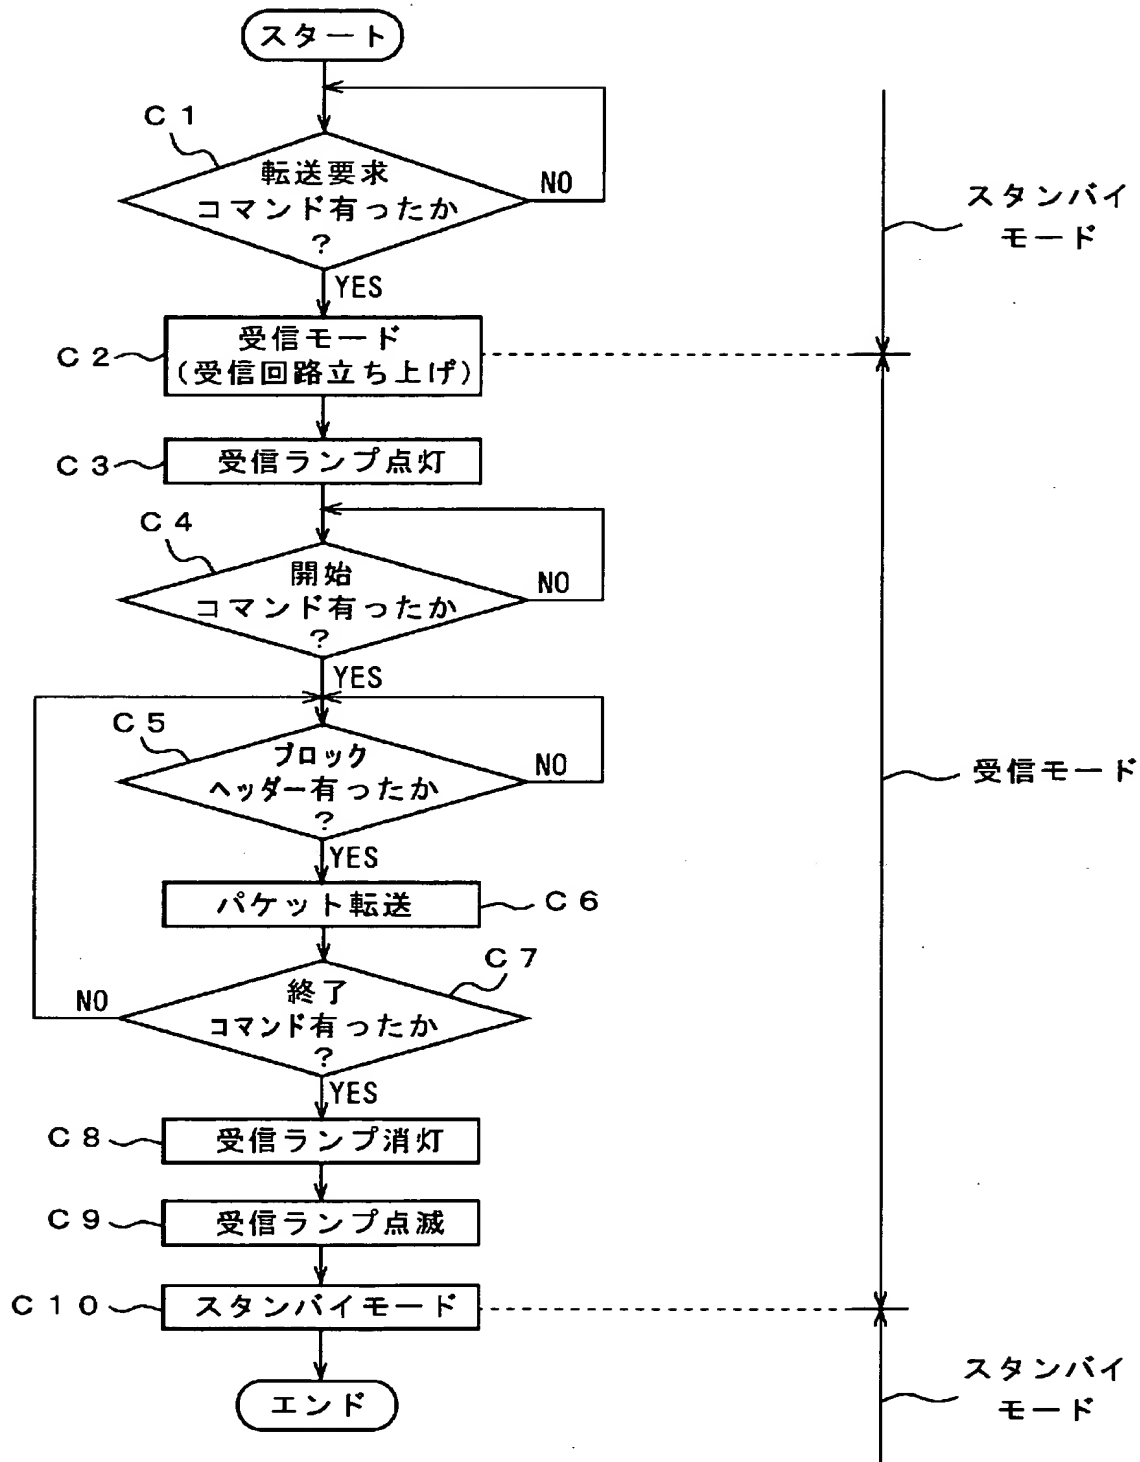 スタート
C1
転送要求
コマンド有ったか
?
NO
YES
スタンバイ
モード
C2
受信モード
(受信回路立ち上げ)
C3
受信ランプ点灯
C4
開始
コマンド有ったか
?
NO
YES
C5
ブロック
ヘッダー有ったか
?
NO
YES
受信モード
パケット転送
C6
C7
終了
コマンド有ったか
?
NO
YES
C8
受信ランプ消灯
C9
受信ランプ点滅
C10
スタンバイモード
スタンバイ
モード
エンド